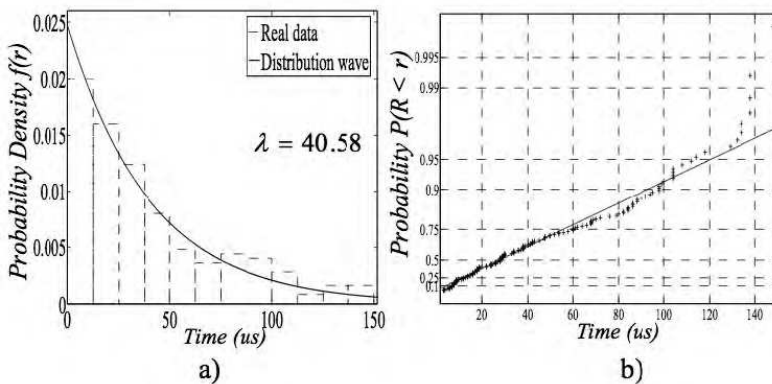 Probability Density f(r)
0.025
0.02
0.015
0.01
0.005
0
0 50 100 150
Time (us)
Real data
Distribution wave
λ = 40.58
a)
Probability P(R < r)
0.995
0.99
0.95
0.9
0.75
0.5
0.25
0.1
20 40 60 80 100 120 140
Time (us)
b)